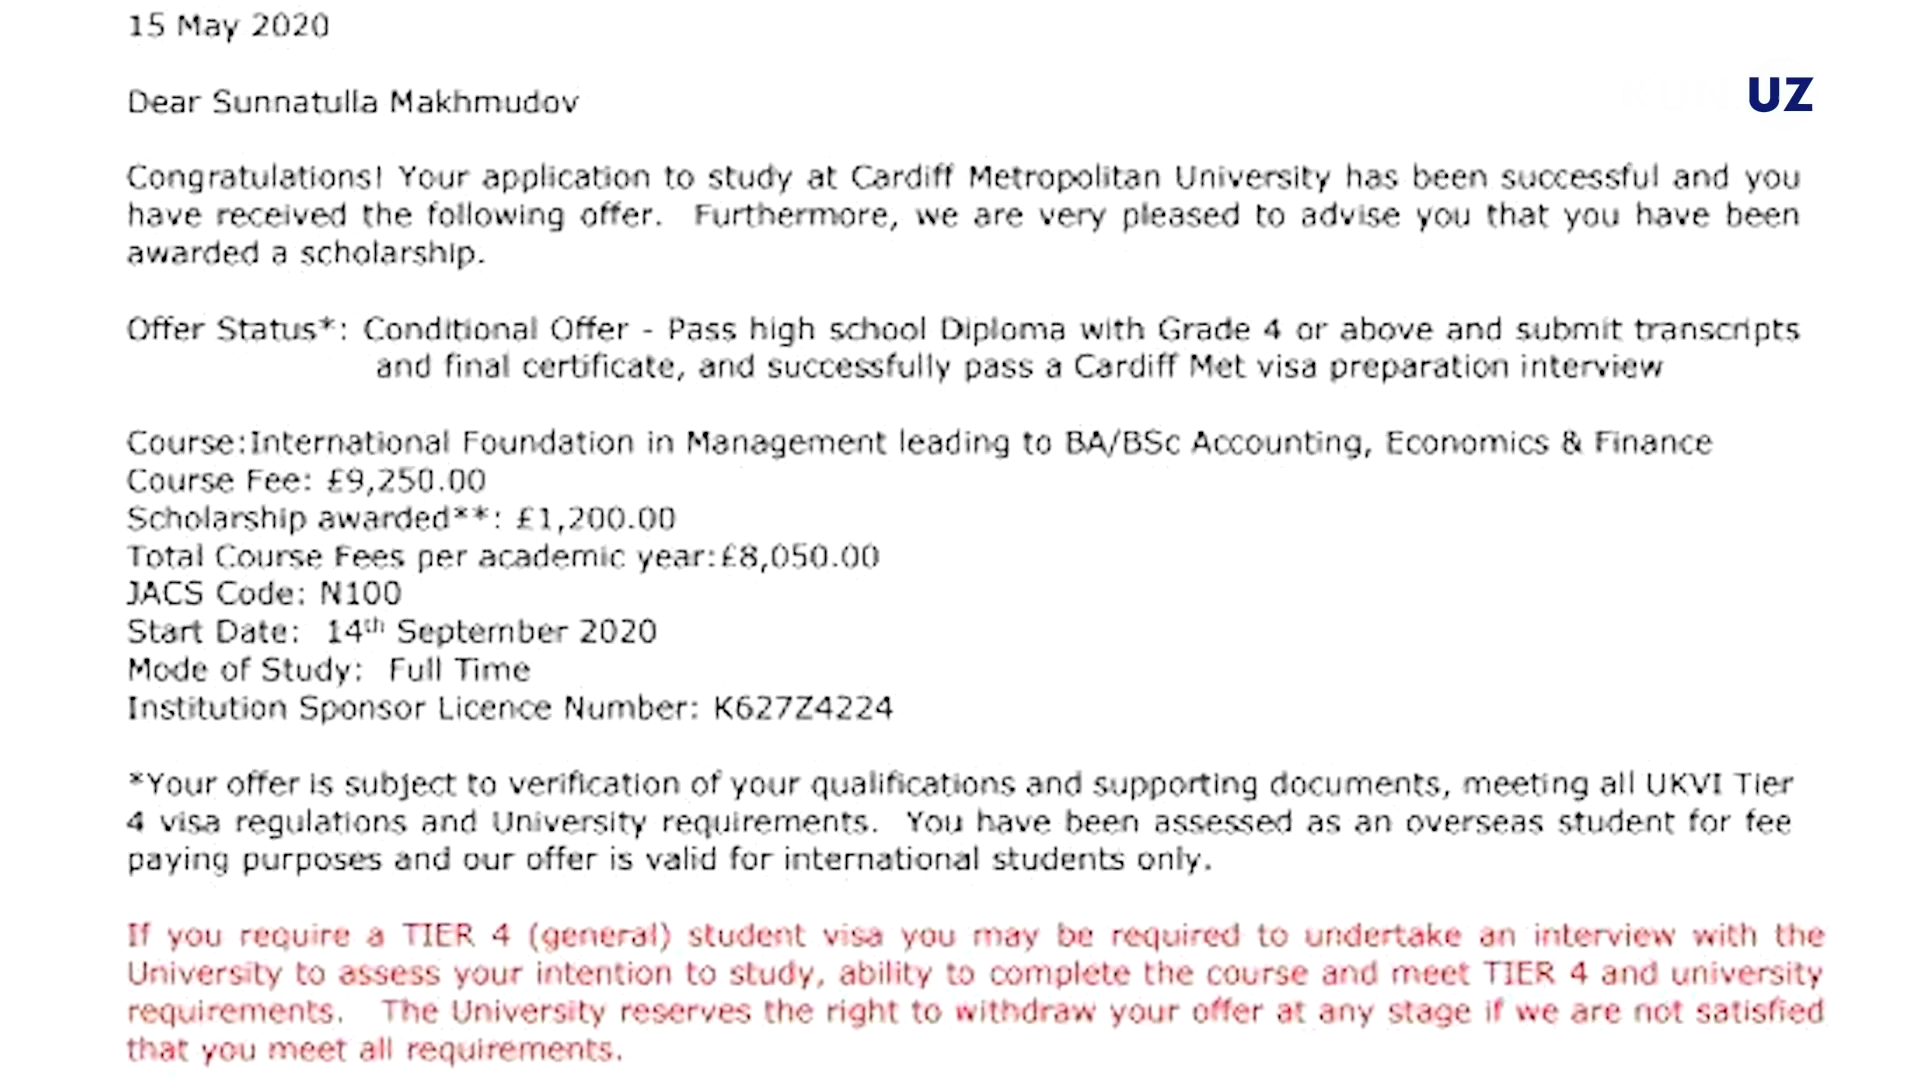 15 May 2020
UZ
Dear Sunnatulla Makhmudov
Congratulations! Your application to study at Cardiff Metropolitan University has been successful and you
have received the following offer. Furthermore, we are very pleased to advise you that you have been
awarded a scholarship.
Offer Status*: Conditional Offer - Pass high school Diploma with Grade 4 or above and submit transcripts
and final certificate, and successfully pass a Cardiff Met visa preparation interview
Course:International Foundation in Management leading to BA/BSc Accounting, Economics & Finance
Course Fee: £9,250.00
Scholarship awarded**: £1,200.00
Total Course Fees per academic year:£8,050.00
JACS Code: N100
Start Date: 14th September 2020
Mode of Study: Full Time
Institution Sponsor Licence Number: K627Z4224
*Your offer is subject to verification of your qualifications and supporting documents, meeting all UKVI Tier
4 visa regulations and University requirements. You have been assessed as an overseas student for fee
paying purposes and our offer is valid for international students only.
If you require a TIER 4 (general) student visa you may be required to undertake an interview with the
University to assess your intention to study, ability to complete the course and meet TIER 4 and university
requirements. The University reserves the right to withdraw your offer at any stage if we are not satisfied
that you meet all requirements.